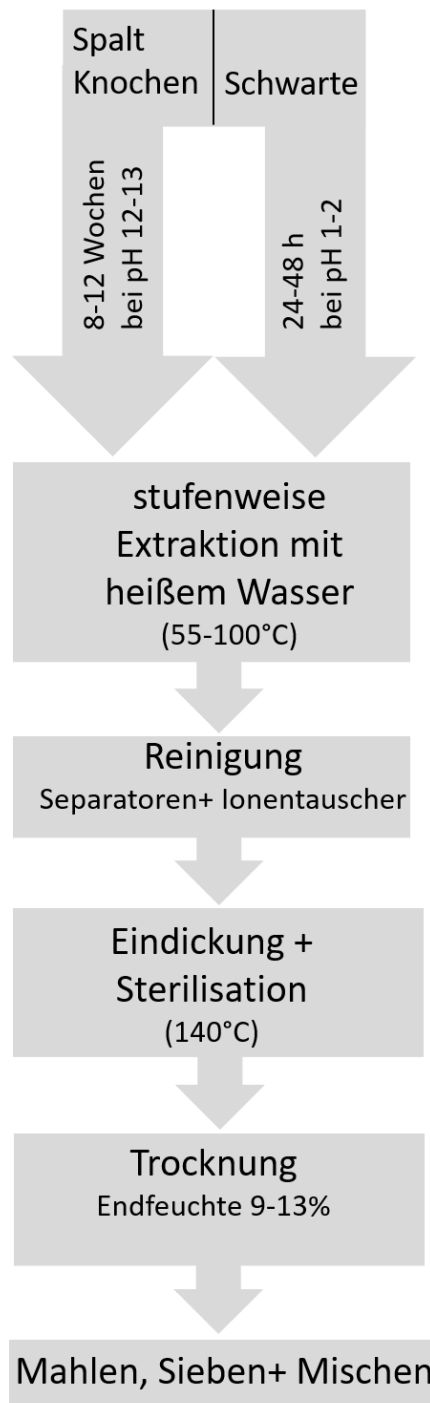 Spalt
Knochen
Schwarte
8-12 Wochen
bei pH 12-13
24-48 h
bei pH 1-2
stufenweise
Extraktion mit
heißem Wasser
(55-100°C)
Reinigung
Separatoren+ Ionentauscher
Eindickung +
Sterilisation
(140°C)
Trocknung
Endfeuchte 9-13%
Mahlen, Sieben+ Mischen